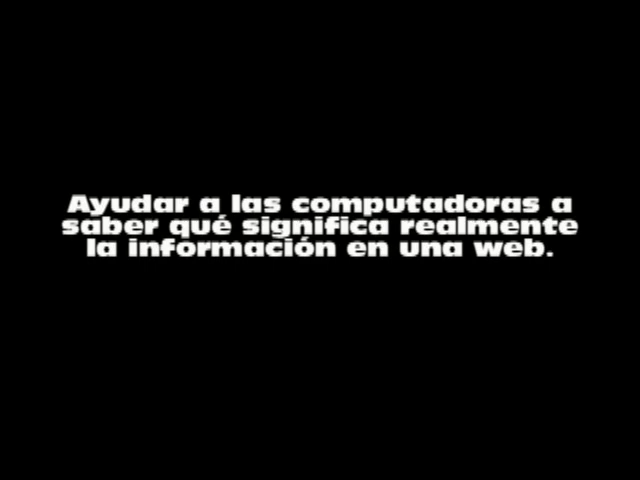 Ayudar a las computadoras a
saber qué significa realmente
la información en una web.